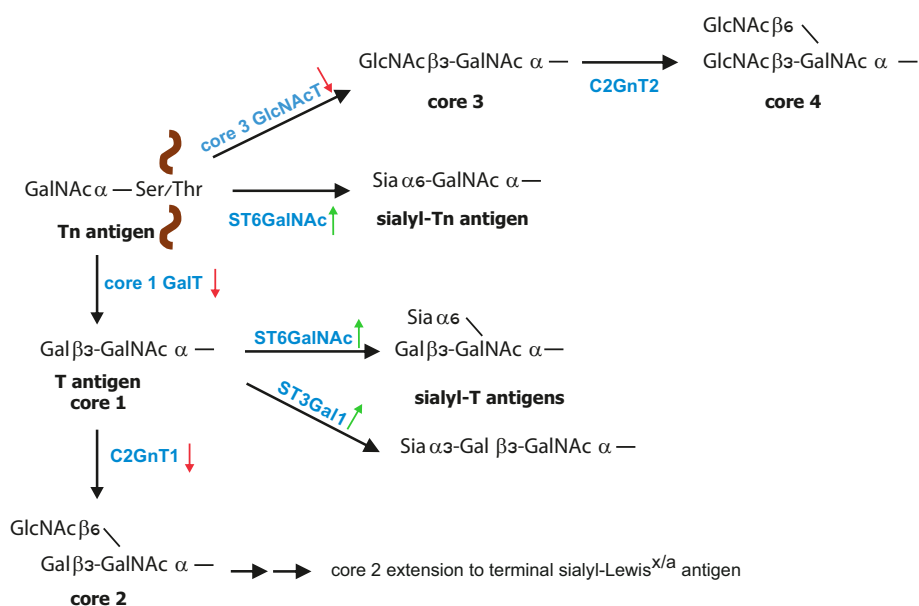 GlcNAcβ6
GlcNAcβ3-GalNAc α —
C2GnT2
GlcNAcβ3-GalNAc α —
core 3
core 4
core 3 GlcNAcT
GalNAcα — Ser/Thr
Tn antigen
ST6GalNAc
Siaα6-GalNAc α—
sialyl-Tn antigen
core 1 GalT
Siaα6
Galβ3-GalNAc α —
ST6GalNAc
Galβ3-GalNAc α—
T antigen
core 1
ST3Gal1
sialyl-T antigens
Siaα3-Gal β3-GalNAc α —
C2GnT1
GlcNAcβ6
Galβ3-GalNAc α —
core 2
core 2 extension to terminal sialyl-Lewisx/a antigen